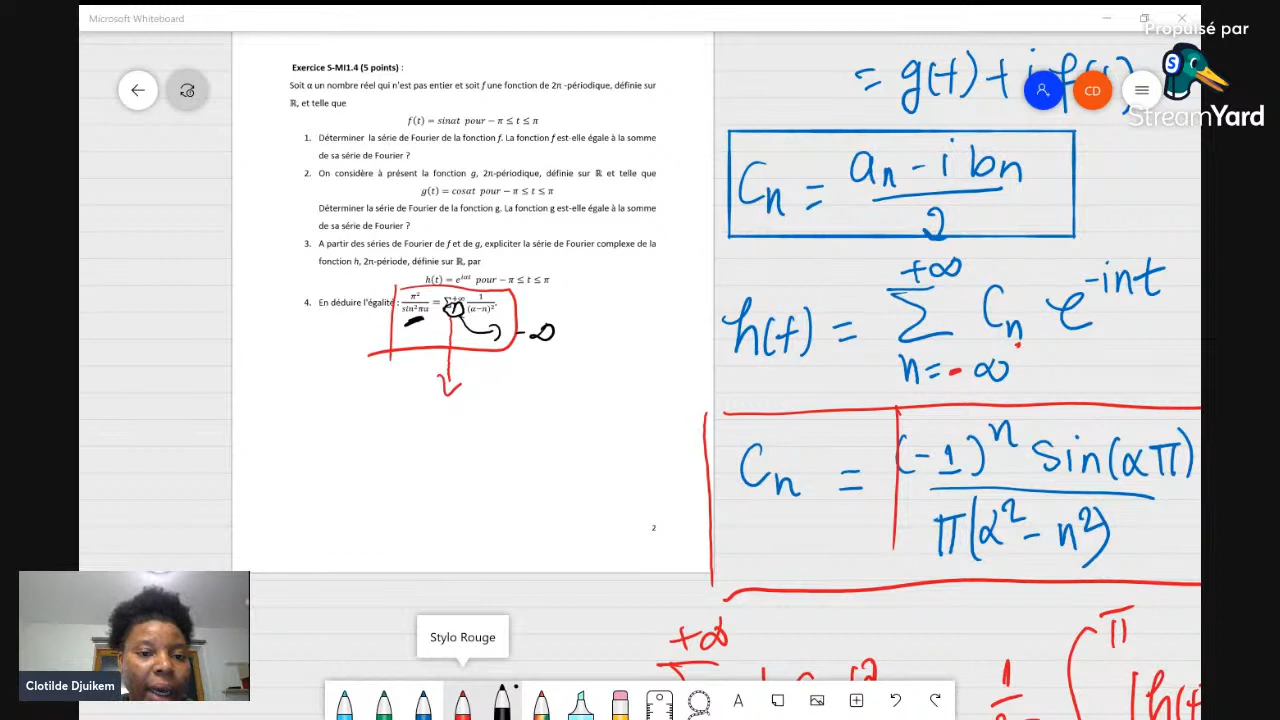 Microsoft Whiteboard
Propulsé par
StreamYard
CD
Exercice S-MI1.4 (5 points) :
Soit α un nombre réel qui n'est pas entier et soit f une fonction de 2π -périodique, définie sur
ℝ, et telle que
f(t) = sinαt pour − π ≤ t ≤ π
1. Déterminer la série de Fourier de la fonction f. La fonction f est-elle égale à la somme
de sa série de Fourier ?
2. On considère à présent la fonction g, 2π-périodique, définie sur ℝ et telle que
g(t) = cosαt pour − π ≤ t ≤ π
Déterminer la série de Fourier de la fonction g. La fonction g est-elle égale à la somme
de sa série de Fourier ?
3. A partir des séries de Fourier de f et de g, expliciter la série de Fourier complexe de la
fonction h, 2π-période, définie sur ℝ, par
h(t) = e^{iαt} pour − π ≤ t ≤ π
4. En déduire l'égalité : π²/sin²πα = Σ^{+∞} 1/(α−n)².
-∞
2
= g(t) + i
Cn = (an - i bn)/2
h(t) = Σ_{n=-∞}^{+∞} Cn e^{-int}
Cn = (-1)^n Sin(απ) / π(α² - n²)
Stylo Rouge
+∞
π
1
Clotilde Djuikem
A